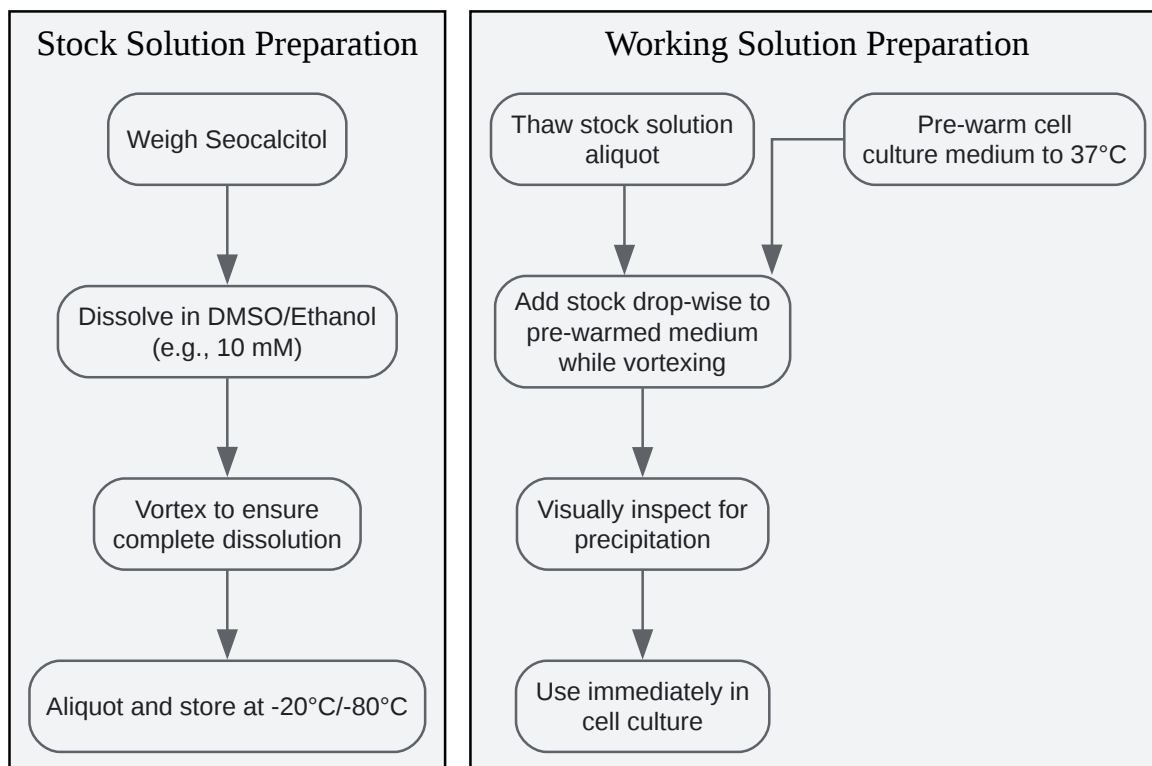 Stock Solution Preparation
Weigh Seocalcitol
Dissolve in DMSO/Ethanol
(e.g., 10 mM)
Vortex to ensure
complete dissolution
Aliquot and store at -20°C/-80°C
Working Solution Preparation
Thaw stock solution
aliquot
Pre-warm cell
culture medium to 37°C
Add stock drop-wise to
pre-warmed medium
while vortexing
Visually inspect for
precipitation
Use immediately in
cell culture